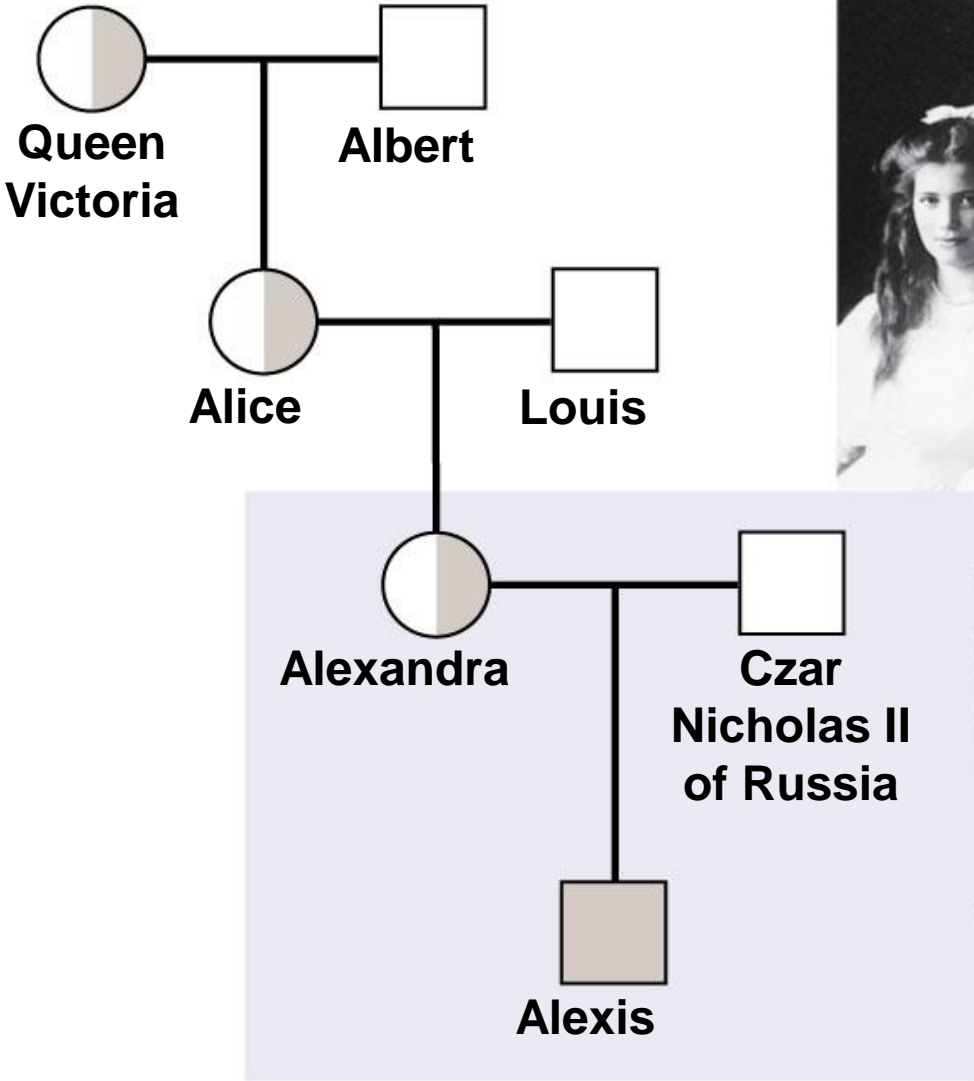 Queen
Victoria
Albert
Alice
Louis
Alexandra
Czar
Nicholas II
of Russia
Alexis